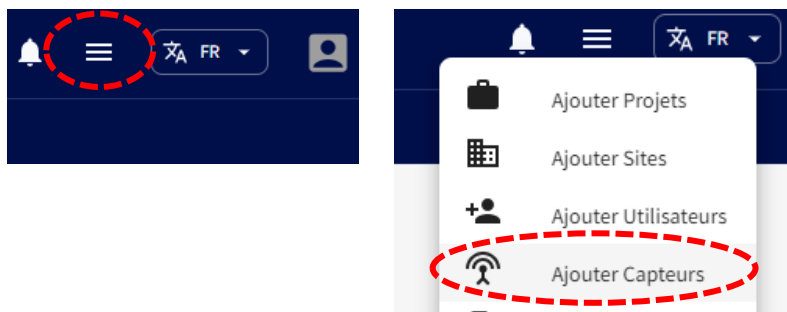 FR
FR
Ajouter Projets
Ajouter Sites
Ajouter Utilisateurs
Ajouter Capteurs